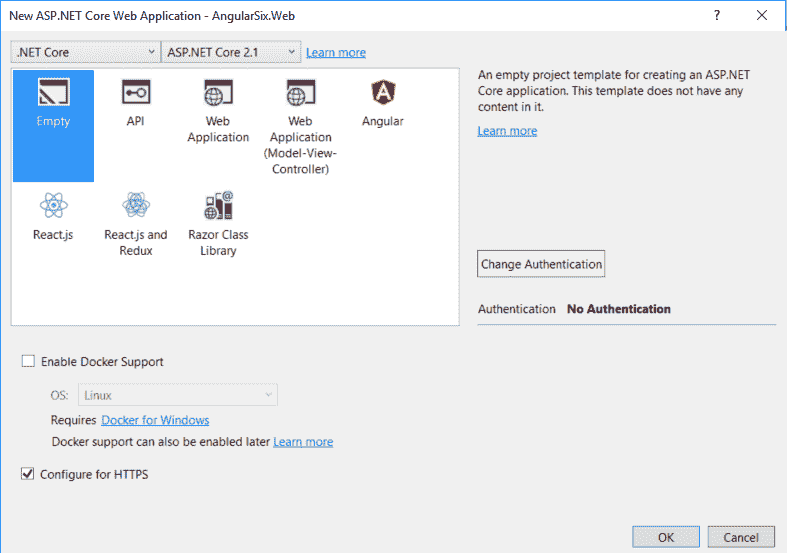 New ASP.NET Core Web Application - AngularSix.Web
.NET Core
ASP.NET Core 2.1
Learn more
Empty
API
Web
Application
Web
Application
(Model-View-
Controller)
Angular
React.js
React.js and
Redux
Razor Class
Library
An empty project template for creating an ASP.NET
Core application. This template does not have any
content in it.
Learn more
Change Authentication
Authentication No Authentication
Enable Docker Support
OS: Linux
Requires Docker for Windows
Docker support can also be enabled later Learn more
Configure for HTTPS
OK
Cancel